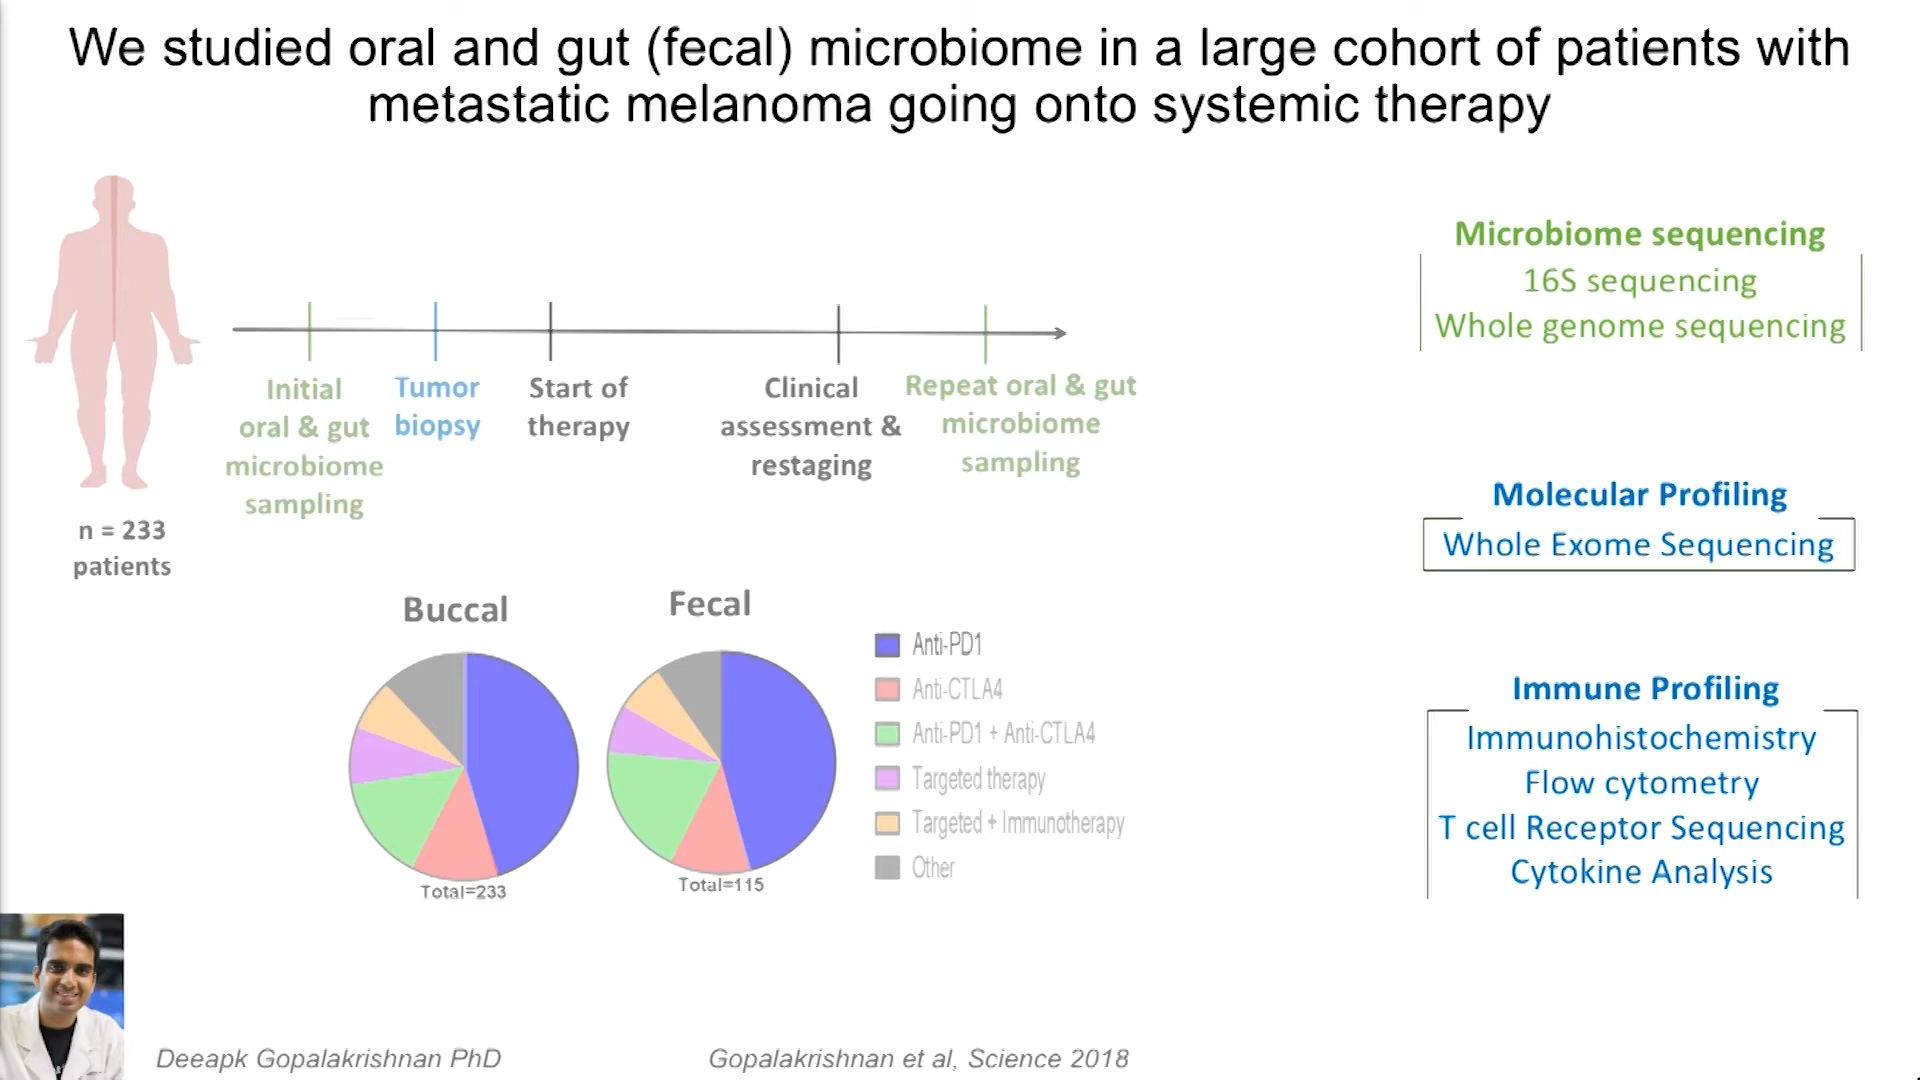 We studied oral and gut (fecal) microbiome in a large cohort of patients with
metastatic melanoma going onto systemic therapy
n = 233
patients
Initial
oral & gut
microbiome
sampling
Tumor
biopsy
Start of
therapy
Clinical
assessment &
restaging
Repeat oral & gut
microbiome
sampling
Buccal
Total=233
Fecal
Total=115
Anti-PD1
Anti-CTLA4
Anti-PD1 + Anti-CTLA4
Targeted therapy
Targeted + Immunotherapy
Other
Microbiome sequencing
16S sequencing
Whole genome sequencing
Molecular Profiling
Whole Exome Sequencing
Immune Profiling
Immunohistochemistry
Flow cytometry
T cell Receptor Sequencing
Cytokine Analysis
Deeapk Gopalakrishnan PhD
Gopalakrishnan et al, Science 2018